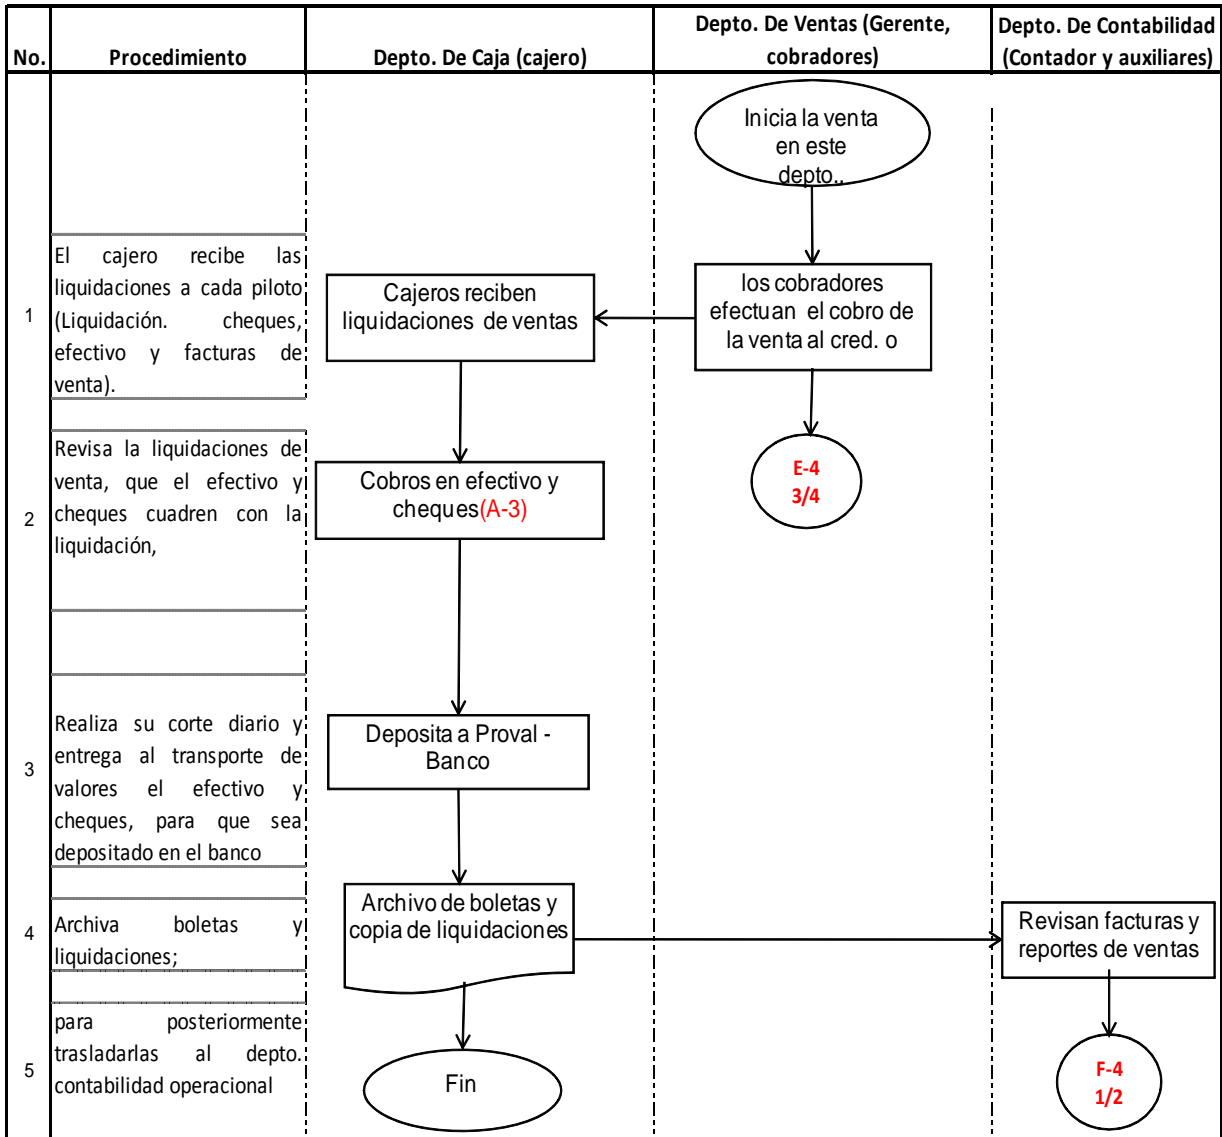 No.
Procedimiento
Depto. De Caja (cajero)
Depto. De Ventas (Gerente,
cobradores)
Depto. De Contabilidad
(Contador y auxiliares)
Inicia la venta
en este
depto..
1
El cajero recibe las
liquidaciones a cada piloto
(Liquidación. cheques,
efectivo y facturas de
venta).
Cajeros reciben
liquidaciones de ventas
los cobradores
efectuan el cobro de
la venta al cred. o
2
Revisa la liquidaciones de
venta, que el efectivo y
cheques cuadren con la
liquidación,
Cobros en efectivo y
cheques(A-3)
E-4
3/4
3
Realiza su corte diario y
entrega al transporte de
valores el efectivo y
cheques, para que sea
depositado en el banco
Deposita a Proval -
Banco
4
Archiva boletas y
liquidaciones;
Archivo de boletas y
copia de liquidaciones
Revisan facturas y
reportes de ventas
5
para posteriormente
trasladarlas al depto.
contabilidad operacional
Fin
F-4
1/2